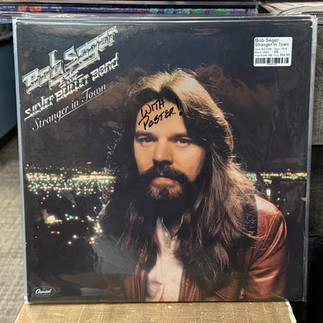 Bob Seger
& the
Silver Bullet Band
Stranger in Town
WITH
POSTER!
Bob Seger
Stranger In Town
Capitol